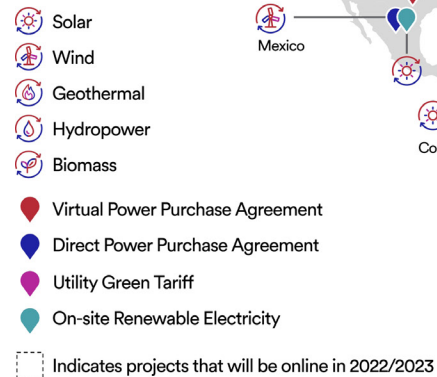 Solar
Wind
Geothermal
Hydropower
Biomass
Virtual Power Purchase Agreement
Direct Power Purchase Agreement
Utility Green Tariff
On-site Renewable Electricity
Indicates projects that will be online in 2022/2023
Mexico
Co